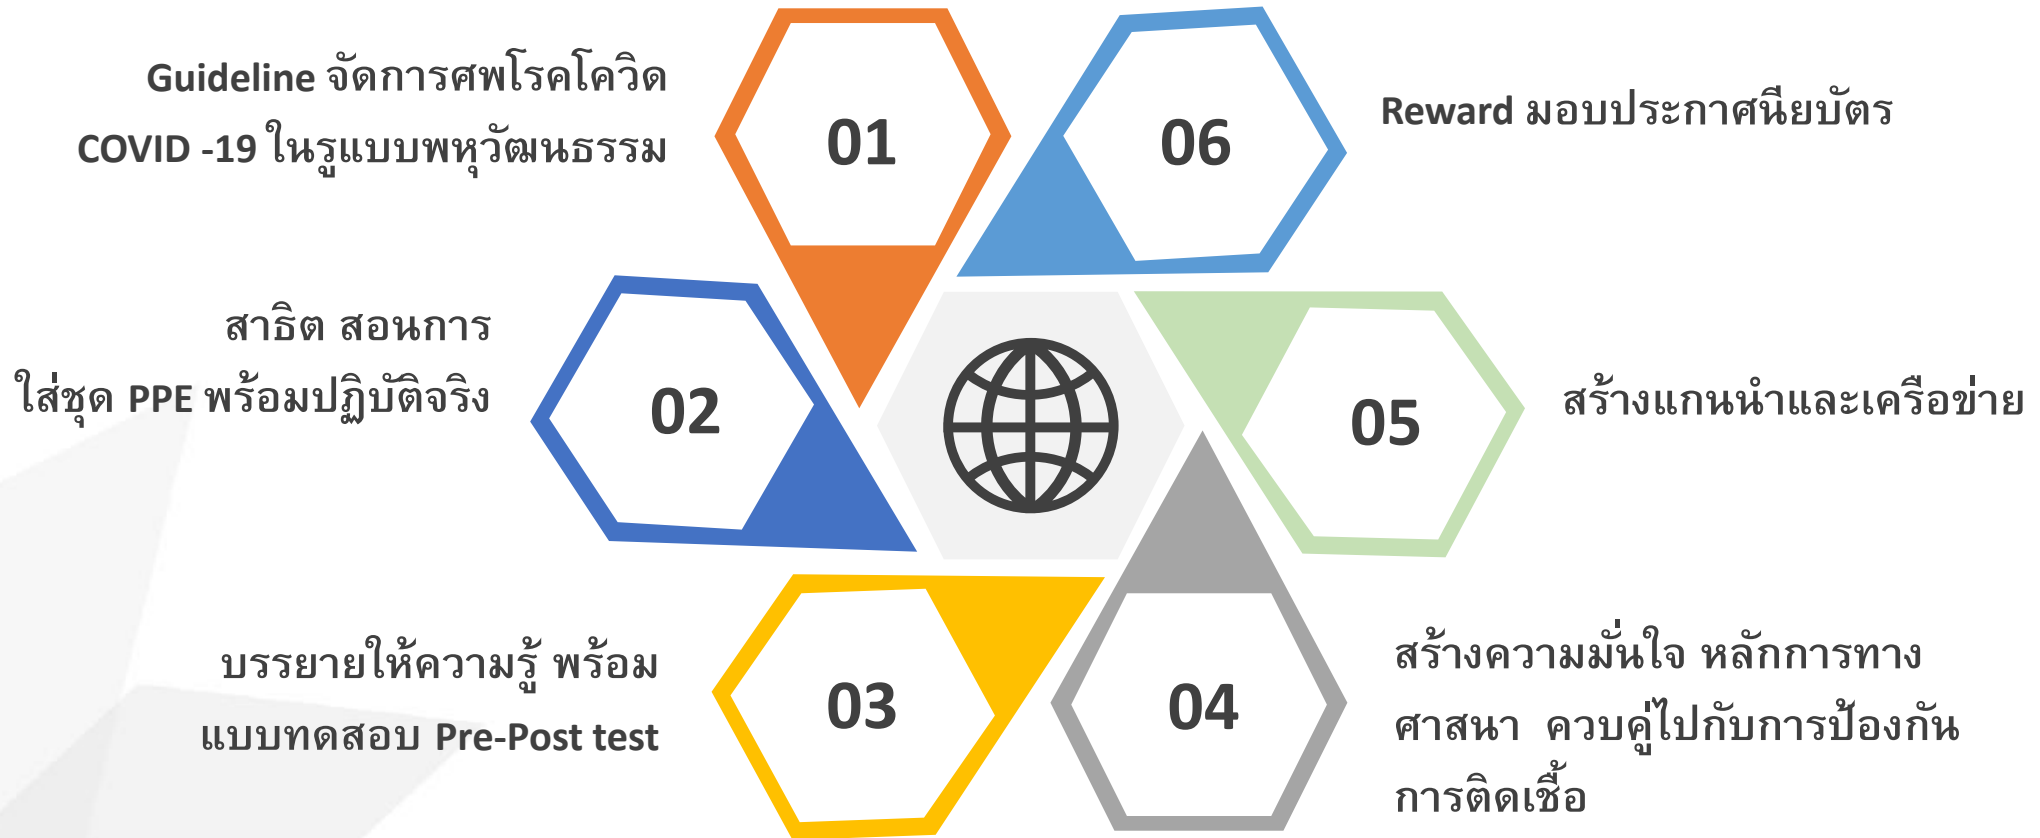 Guideline จัดการศพโรคโควิด
COVID -19 ในรูแบบพหุวัฒนธรรม
01
สาธิต สอนการ
ใส่ชุด PPE พร้อมปฏิบัติจริง
02
บรรยายให้ความรู้ พร้อม
แบบทดสอบ Pre-Post test
03
04
สร้างความมั่นใจ หลักการทาง
ศาสนา ควบคู่ไปกับการป้องกัน
การติดเชื้อ
05
สร้างแกนนำและเครือข่าย
06
Reward มอบประกาศนียบัตร